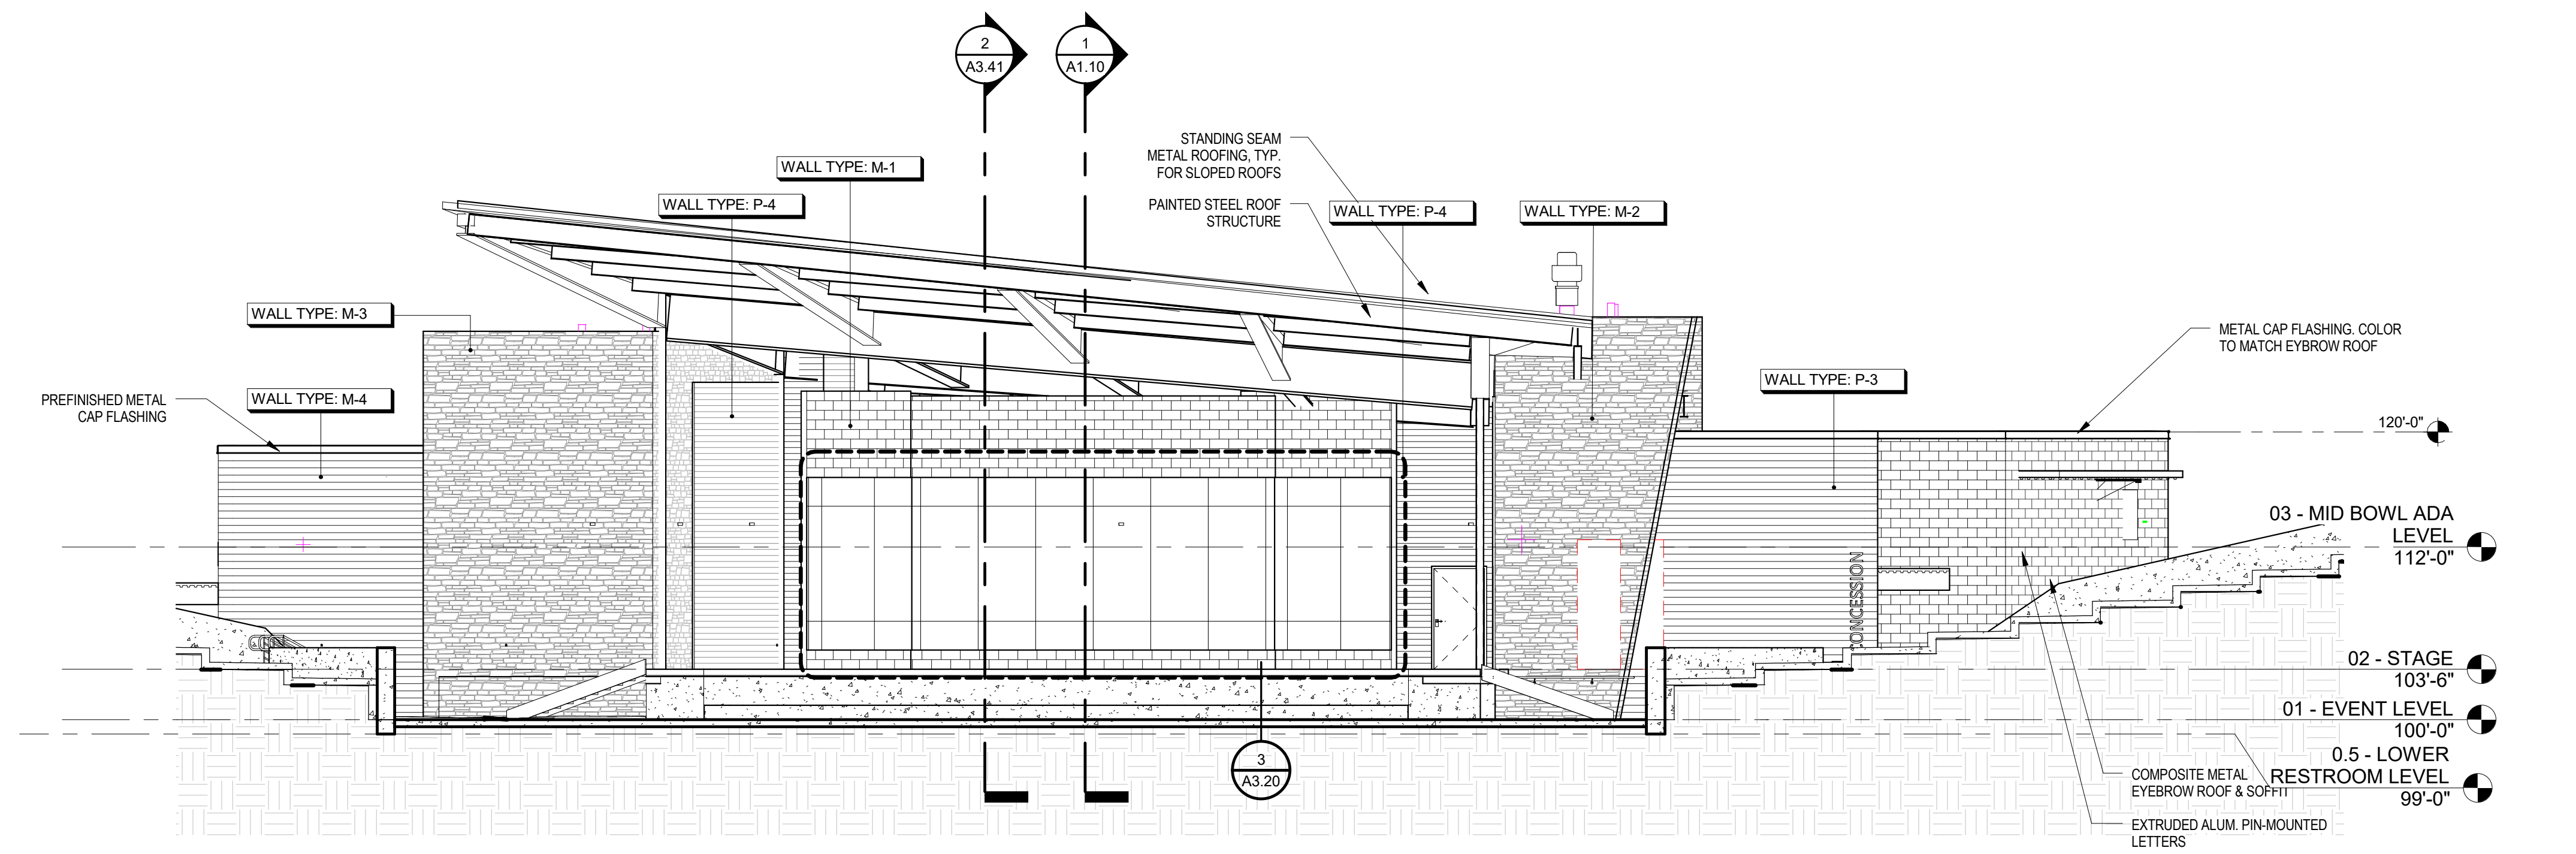 2
A3.41
1
A1.10
STANDING SEAM
METAL ROOFING, TYP.
FOR SLOPED ROOFS
WALL TYPE: M-1
WALL TYPE: P-4
PAINTED STEEL ROOF
STRUCTURE
WALL TYPE: P-4
WALL TYPE: M-2
WALL TYPE: M-3
METAL CAP FLASHING. COLOR
TO MATCH EYBROW ROOF
WALL TYPE: P-3
PREFINISHED METAL
CAP FLASHING
WALL TYPE: M-4
120'-0"
03 - MID BOWL ADA
LEVEL
112'-0"
ONCESSION
02 - STAGE
103'-6"
01 - EVENT LEVEL
100'-0"
0.5 - LOWER
RESTROOM LEVEL
99'-0"
3
A3.20
COMPOSITE METAL
EYEBROW ROOF & SOFFIT
EXTRUDED ALUM. PIN-MOUNTED
LETTERS